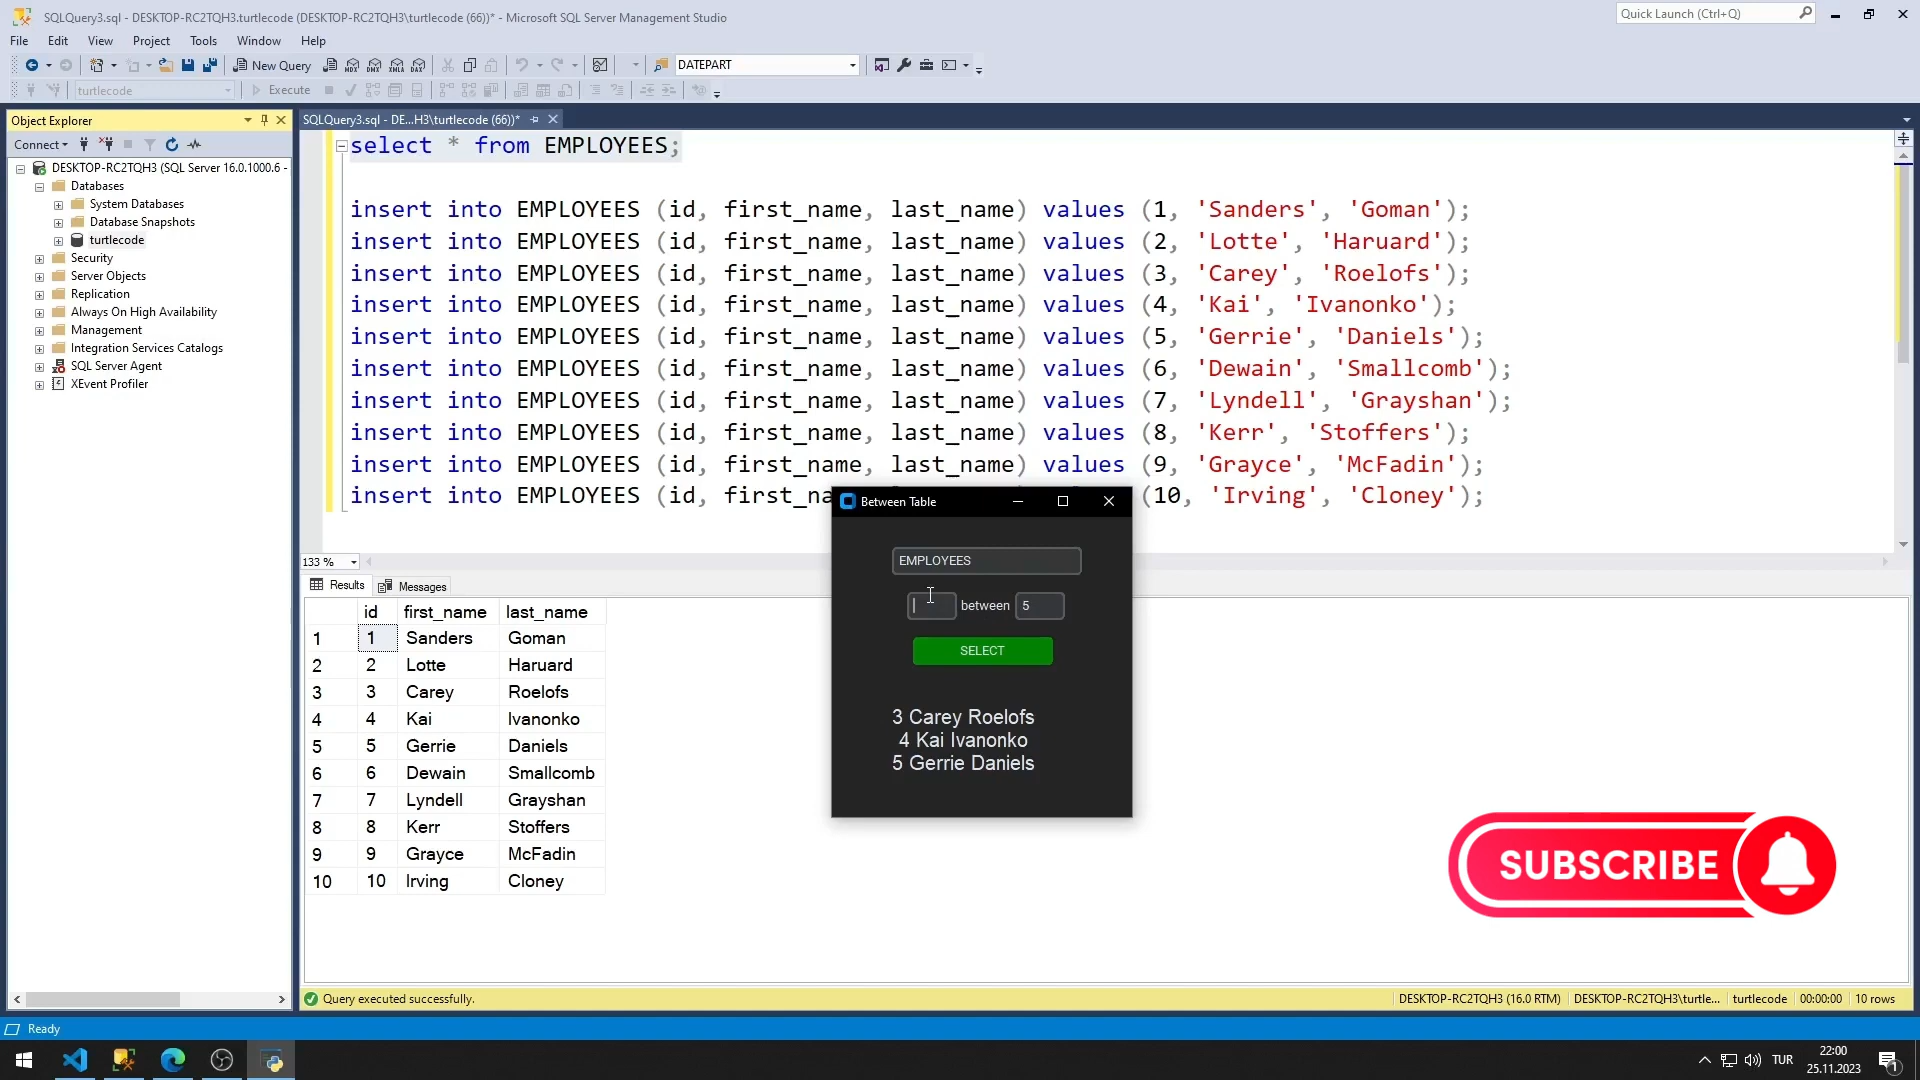 SQLQuery3.sql - DESKTOP-RC2TQH3.turtlecode (DESKTOP-RC2TQH3\turtlecode (66))* - Microsoft SQL Server Management Studio
Quick Launch (Ctrl+Q)
File Edit View Project Tools Window Help
New Query
MDX DMX XMLA DAX
DATEPART
turtlecode
Execute
Object Explorer
Connect
DESKTOP-RC2TQH3 (SQL Server 16.0.1000.6 -
Databases
System Databases
Database Snapshots
turtlecode
Security
Server Objects
Replication
Always On High Availability
Management
Integration Services Catalogs
SQL Server Agent
XEvent Profiler
SQLQuery3.sql - DE...H3\turtlecode (66))*
select * from EMPLOYEES;
insert into EMPLOYEES (id, first_name, last_name) values (1, 'Sanders', 'Goman');
insert into EMPLOYEES (id, first_name, last_name) values (2, 'Lotte', 'Haruard');
insert into EMPLOYEES (id, first_name, last_name) values (3, 'Carey', 'Roelofs');
insert into EMPLOYEES (id, first_name, last_name) values (4, 'Kai', 'Ivanonko');
insert into EMPLOYEES (id, first_name, last_name) values (5, 'Gerrie', 'Daniels');
insert into EMPLOYEES (id, first_name, last_name) values (6, 'Dewain', 'Smallcomb');
insert into EMPLOYEES (id, first_name, last_name) values (7, 'Lyndell', 'Grayshan');
insert into EMPLOYEES (id, first_name, last_name) values (8, 'Kerr', 'Stoffers');
insert into EMPLOYEES (id, first_name, last_name) values (9, 'Grayce', 'McFadin');
insert into EMPLOYEES (id, first_na (10, 'Irving', 'Cloney');
133 %
Results Messages
id first_name last_name
1 1 Sanders Goman
2 2 Lotte Haruard
3 3 Carey Roelofs
4 4 Kai Ivanonko
5 5 Gerrie Daniels
6 6 Dewain Smallcomb
7 7 Lyndell Grayshan
8 8 Kerr Stoffers
9 9 Grayce McFadin
10 10 Irving Cloney
Between Table
EMPLOYEES
between 5
SELECT
3 Carey Roelofs
4 Kai Ivanonko
5 Gerrie Daniels
SUBSCRIBE
Query executed successfully.
DESKTOP-RC2TQH3 (16.0 RTM) DESKTOP-RC2TQH3\turtle... turtlecode 00:00:00 10 rows
Ready
TUR
22:00
25.11.2023
1